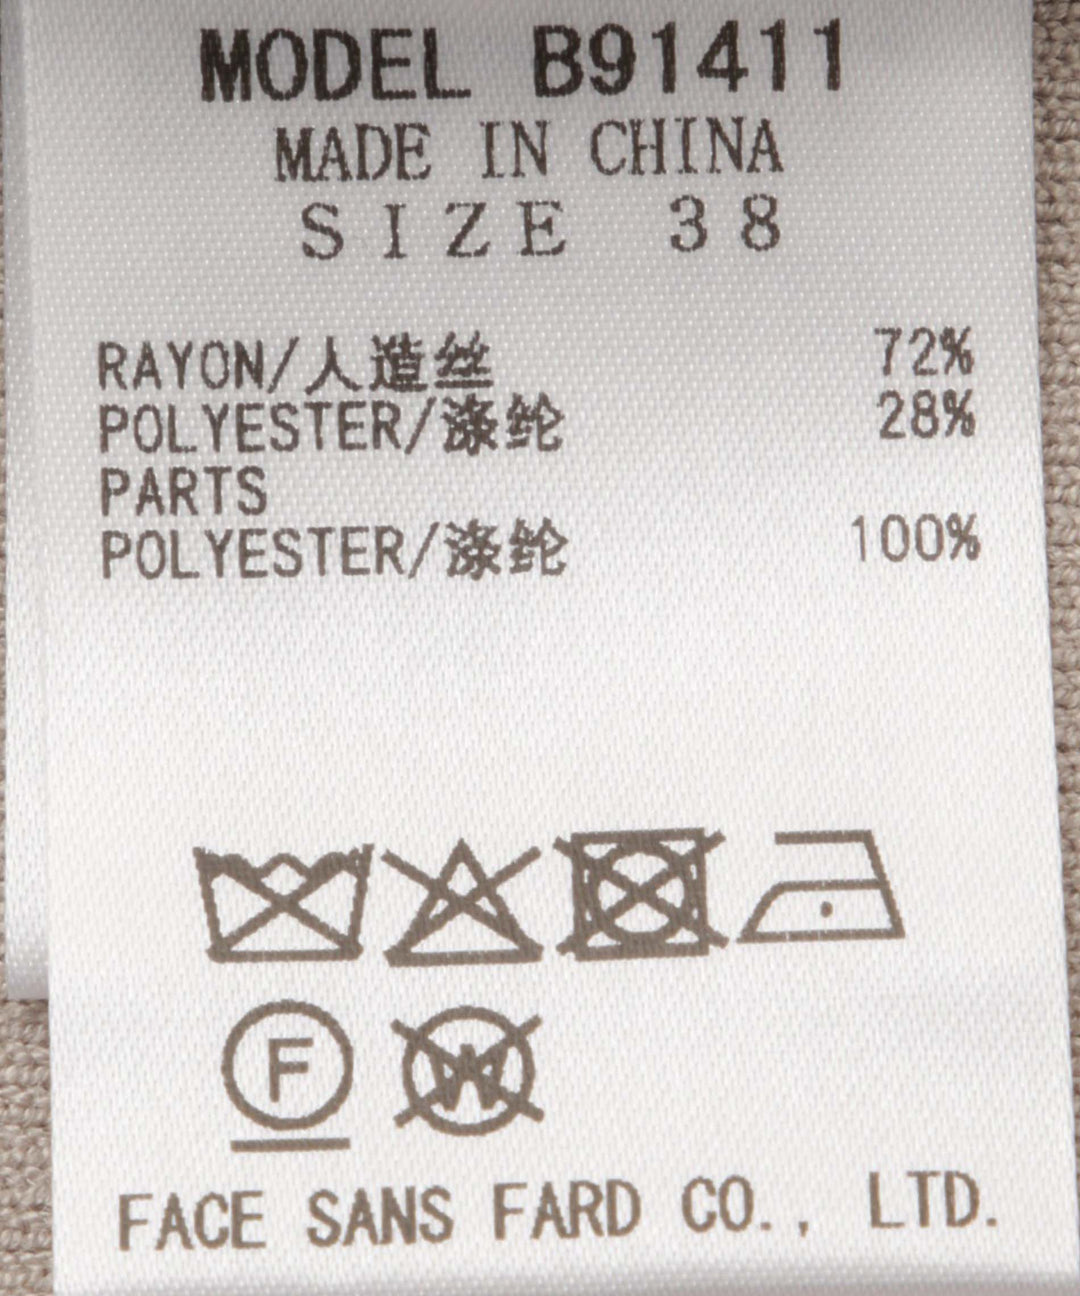 MODEL B91411
MADE IN CHINA
SIZE 38
RAYON/人造丝 72%
POLYESTER/涤纶 28%
PARTS
POLYESTER/涤纶 100%
F W
FACE SANS FARD CO., LTD.